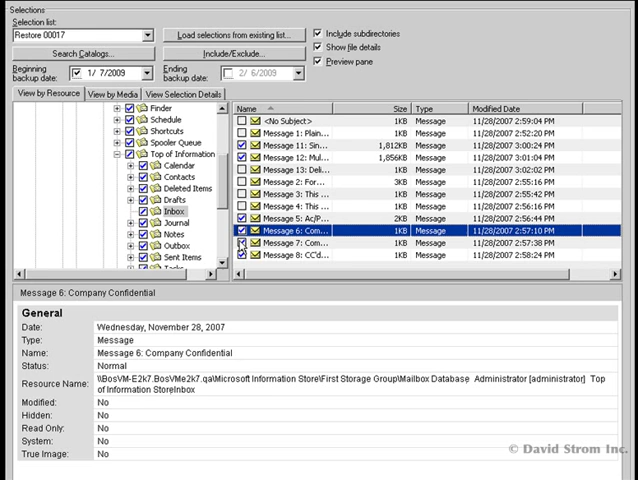 Selections
Selection list:
Restore 00017
Load selections from existing list...
Include subdirectories
Search Catalogs...
Include/Exclude...
Show file details
Preview pane
Beginning backup date:
1/ 7/2009
Ending backup date:
2/ 6/2009
View by Resource
View by Media
View Selection Details
Finder
Schedule
Shortcuts
Spooler Queue
Top of Information
Calendar
Contacts
Deleted Items
Drafts
Inbox
Journal
Notes
Outbox
Sent Items
Tasks
Name Size Type Modified Date
<No Subject> 1KB Message 11/28/2007 2:59:04 PM
Message 1: Plain... 1KB Message 11/28/2007 2:52:20 PM
Message 11: Sin... 1,812KB Message 11/28/2007 3:00:24 PM
Message 12: Mul... 1,856KB Message 11/28/2007 3:01:04 PM
Message 13: Deli... 1KB Message 11/28/2007 3:02:02 PM
Message 2: For... 3KB Message 11/28/2007 2:55:16 PM
Message 3: This ... 1KB Message 11/28/2007 2:55:42 PM
Message 4: This ... 1KB Message 11/28/2007 2:56:16 PM
Message 5: Ac/P... 2KB Message 11/28/2007 2:56:44 PM
Message 6: Com... 1KB Message 11/28/2007 2:57:10 PM
Message 7: Com... 1KB Message 11/28/2007 2:57:38 PM
Message 8: CC'd... 1KB Message 11/28/2007 2:58:24 PM
Message 6: Company Confidential
General
Date: Wednesday, November 28, 2007
Type: Message
Name: Message 6: Company Confidential
Status: Normal
Resource Name: \\BosVM-E2k7.BosVMe2k7.qa\Microsoft Information Store\First Storage Group\Mailbox Database Administrator [administrator] Top
of Information StoreInbox
Modified: No
Hidden: No
Read Only: No
System: No
True Image: No
© David Strom Inc.